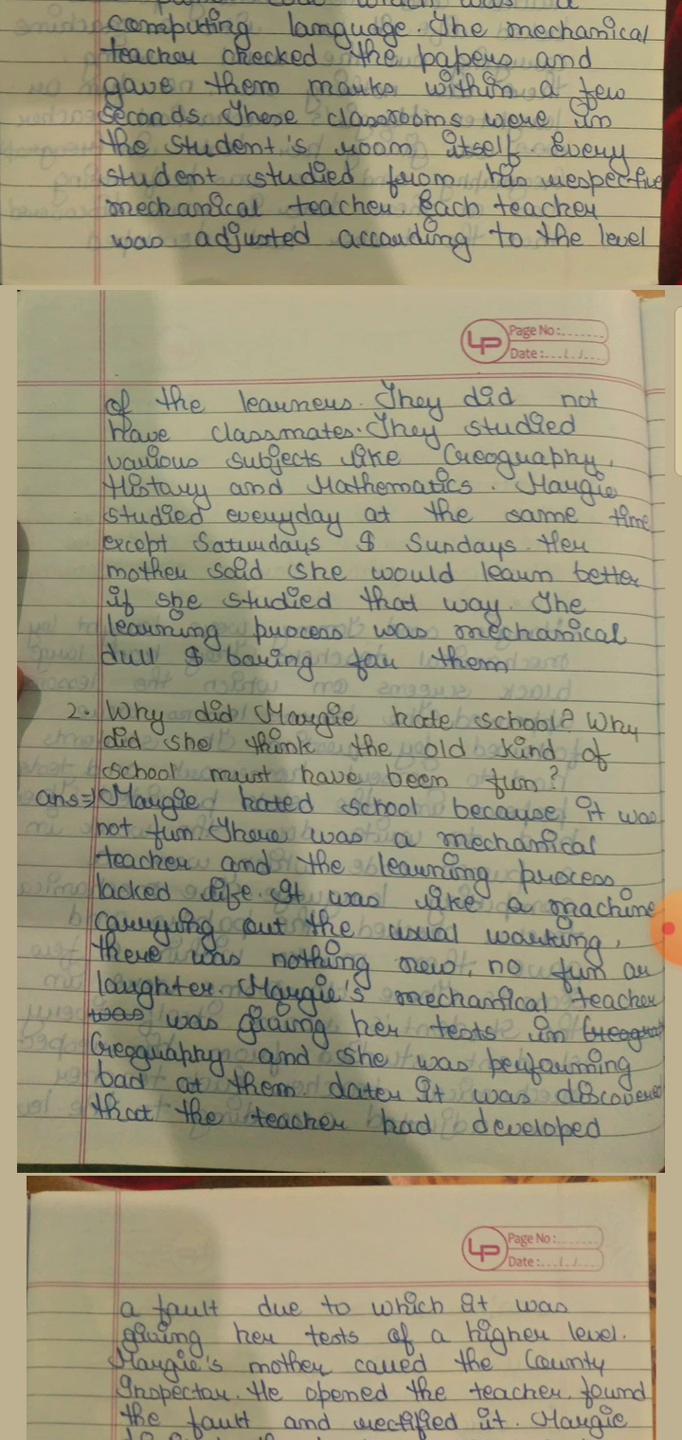 computing language. The mechanical
teacher checked the papers and
gave them marks within a few
seconds. These classrooms were in
the student's room itself. Every
student studied from his respective
mechanical teacher. Each teacher
was adjusted according to the level
LP Page No:.......
Date:.../.../....
of the learners. They did not
have classmates. They studied
various subjects like Geography,
History and Mathematics. Margie
studied everyday at the same time
except Saturdays & Sundays. Her
mother said she would learn better
if she studied that way. The
learning process was mechanical
dull & boring for them
2. Why did Margie hate school? Why
did she think the old kind of
school must have been fun?
ans⇒ Margie hated school because it was
not fun. There was a mechanical
teacher and the learning process
lacked life. It was like a machine
carrying out the usual working,
there was nothing new, no fun or
laughter. Margie's mechanical teacher
was was giving her tests in Geogra
Geography and she was performing
bad at them. Later it was discovered
that the teacher had developed
LP Page No:.......
Date:.../.../....
a fault due to which it was
giving her tests of a higher level.
Margie's mother called the County
Inspector. He opened the teacher, found
the fault and rectified it. Margie